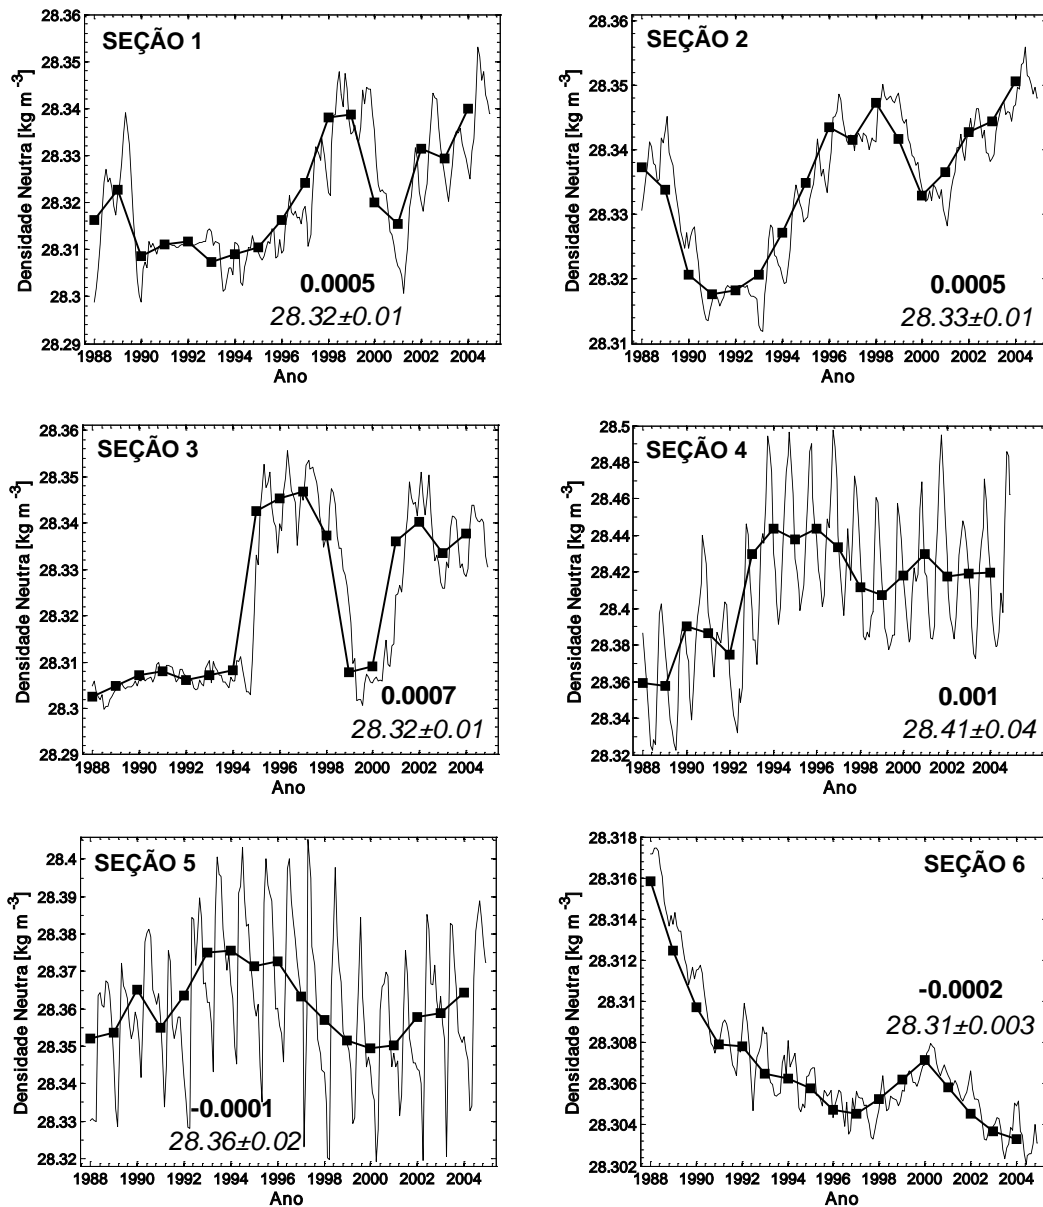 SEÇÃO 1
Densidade Neutra [kg m -3]
28.36
28.35
28.34
28.33
28.32
28.31
28.3
28.29
0.0005
28.32±0.01
1988 1990 1992 1994 1996 1998 2000 2002 2004
Ano
SEÇÃO 2
Densidade Neutra [kg m -3]
28.36
28.35
28.34
28.33
28.32
28.31
0.0005
28.33±0.01
1988 1990 1992 1994 1996 1998 2000 2002 2004
Ano
SEÇÃO 3
Densidade Neutra [kg m -3]
28.36
28.35
28.34
28.33
28.32
28.31
28.3
28.29
0.0007
28.32±0.01
1988 1990 1992 1994 1996 1998 2000 2002 2004
Ano
SEÇÃO 4
Densidade Neutra [kg m -3]
28.5
28.48
28.46
28.44
28.42
28.4
28.38
28.36
28.34
28.32
0.001
28.41±0.04
1988 1990 1992 1994 1996 1998 2000 2002 2004
Ano
SEÇÃO 5
Densidade Neutra [kg m -3]
28.4
28.39
28.38
28.37
28.36
28.35
28.34
28.33
28.32
-0.0001
28.36±0.02
1988 1990 1992 1994 1996 1998 2000 2002 2004
Ano
SEÇÃO 6
Densidade Neutra [kg m -3]
28.318
28.316
28.314
28.312
28.31
28.308
28.306
28.304
28.302
-0.0002
28.31±0.003
1988 1990 1992 1994 1996 1998 2000 2002 2004
Ano